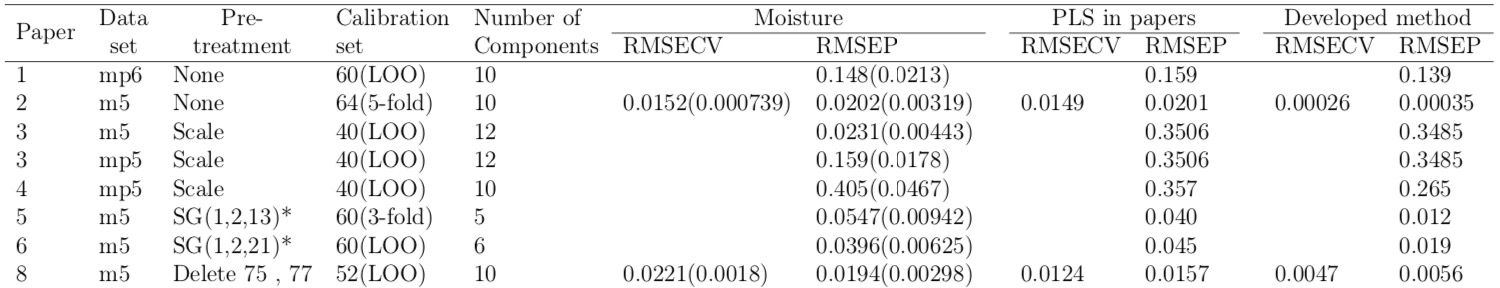 Paper Data set Pre-treatment Calibration set Number of Components Moisture PLS in papers Developed method
RMSECV RMSEP RMSECV RMSEP RMSECV RMSEP
1 mp6 None 60(LOO) 10 0.148(0.0213) 0.159 0.139
2 m5 None 64(5-fold) 10 0.0152(0.000739) 0.0202(0.00319) 0.0149 0.0201 0.00026 0.00035
3 m5 Scale 40(LOO) 12 0.0231(0.00443) 0.3506 0.3485
3 mp5 Scale 40(LOO) 12 0.159(0.0178) 0.3506 0.3485
4 mp5 Scale 40(LOO) 10 0.405(0.0467) 0.357 0.265
5 m5 SG(1,2,13)* 60(3-fold) 5 0.0547(0.00942) 0.040 0.012
6 m5 SG(1,2,21)* 60(LOO) 6 0.0396(0.00625) 0.045 0.019
8 m5 Delete 75 , 77 52(LOO) 10 0.0221(0.0018) 0.0194(0.00298) 0.0124 0.0157 0.0047 0.0056